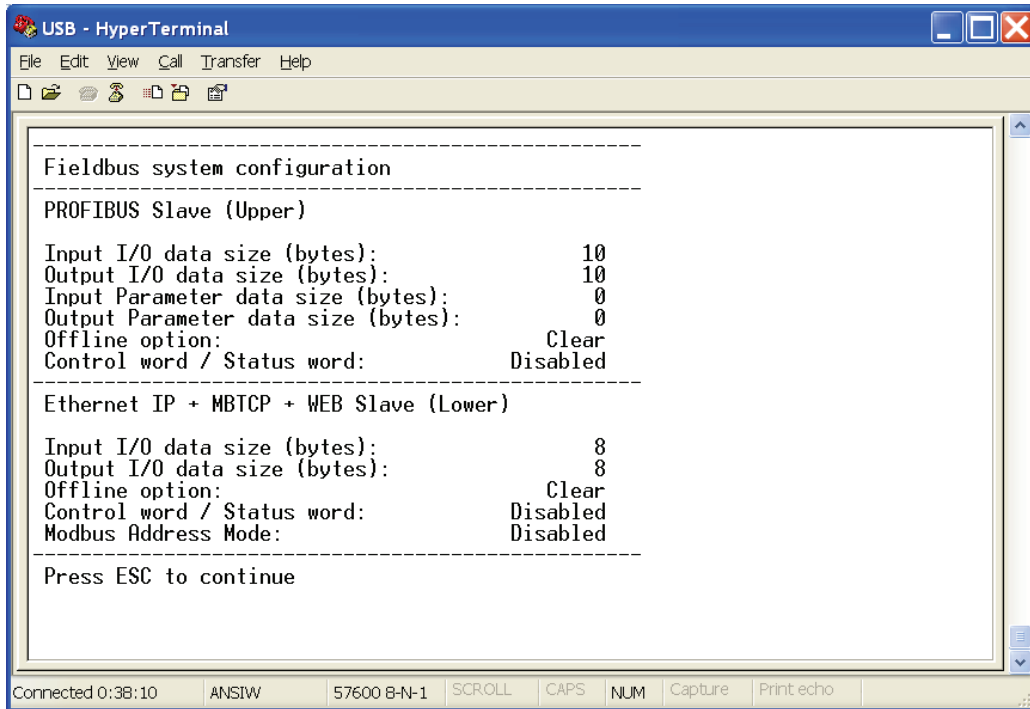 USB - HyperTerminal
File Edit View Call Transfer Help
Fieldbus system configuration
PROFIBUS Slave (Upper)
Input I/O data size (bytes): 10
Output I/O data size (bytes): 10
Input Parameter data size (bytes): 0
Output Parameter data size (bytes): 0
Offline option: Clear
Control word / Status word: Disabled
Ethernet IP + MBTCP + WEB Slave (Lower)
Input I/O data size (bytes): 8
Output I/O data size (bytes): 8
Offline option: Clear
Control word / Status word: Disabled
Modbus Address Mode: Disabled
Press ESC to continue
Connected 0:38:10 ANSIW 57600 8-N-1 SCROLL CAPS NUM Capture Print echo